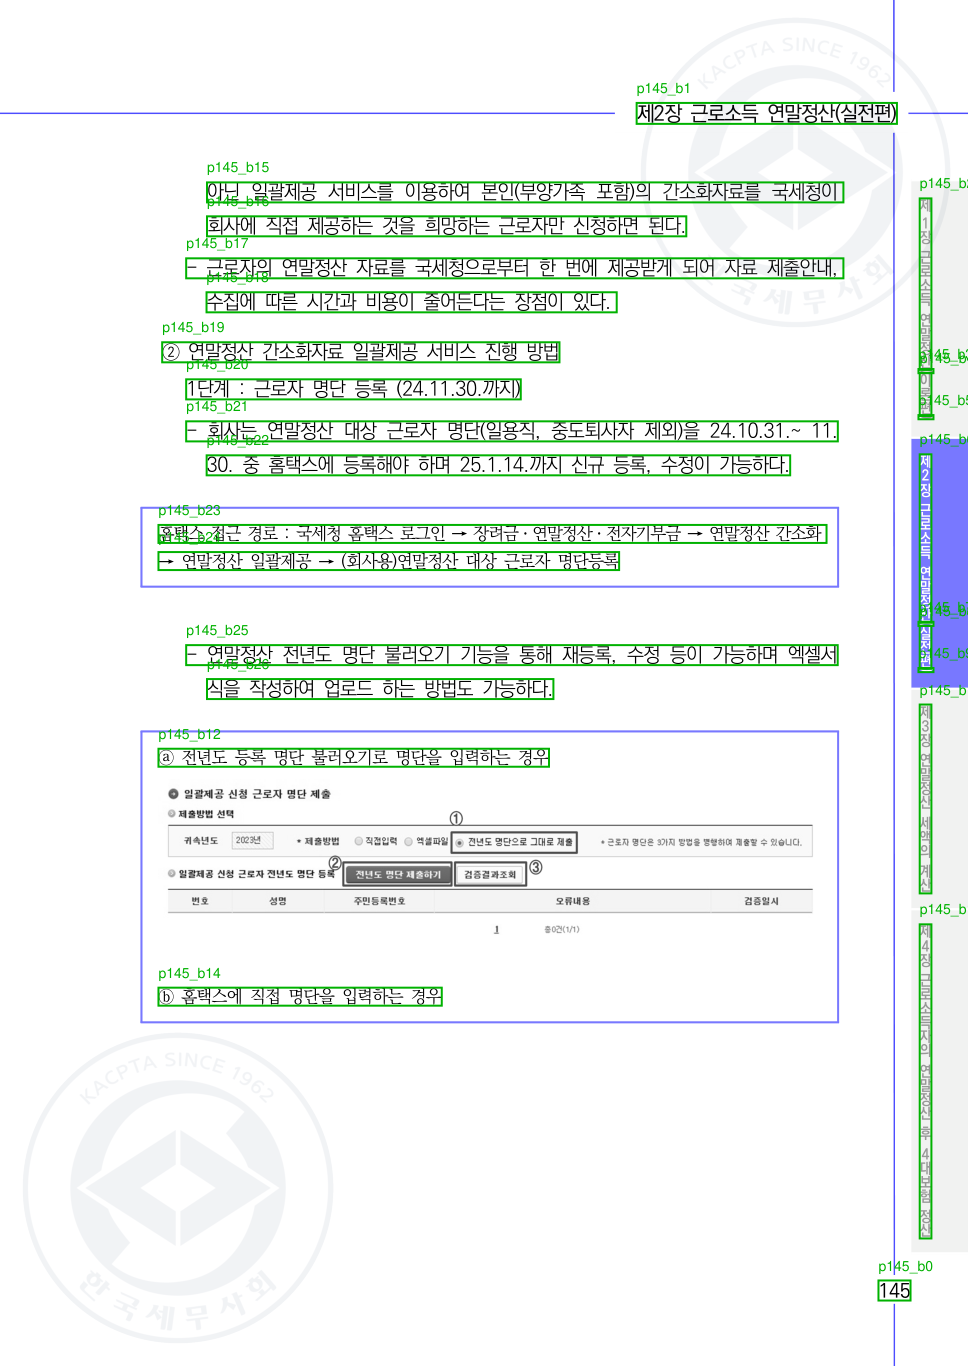 p145_b1
제2장 근로소득 연말정산(실전편)
p145_b15
아닌 일괄제공 서비스를 이용하여 본인(부양가족 포함)의 간소화자료를 국세청이
p145_b16
회사에 직접 제공하는 것을 희망하는 근로자만 신청하면 된다.
p145_b17
- 근로자의 연말정산 자료를 국세청으로부터 한 번에 제공받게 되어 자료 제출안내,
p145_b18
수집에 따른 시간과 비용이 줄어든다는 장점이 있다.
p145_b19
② 연말정산 간소화자료 일괄제공 서비스 진행 방법
p145_b20
1단계 : 근로자 명단 등록 (24.11.30.까지)
p145_b21
- 회사는 연말정산 대상 근로자 명단(일용직, 중도퇴사자 제외)을 24.10.31.~ 11.
p145_b22
30. 중 홈택스에 등록해야 하며 25.1.14.까지 신규 등록, 수정이 가능하다.
p145_b23
홈택스 접근 경로 : 국세청 홈택스 로그인 → 장려금·연말정산·전자기부금 → 연말정산 간소화
p145_b24
→ 연말정산 일괄제공 → (회사용)연말정산 대상 근로자 명단등록
p145_b25
- 연말정산 전년도 명단 불러오기 기능을 통해 재등록, 수정 등이 가능하며 엑셀서
p145_b26
식을 작성하여 업로드 하는 방법도 가능하다.
p145_b12
ⓐ 전년도 등록 명단 불러오기로 명단을 입력하는 경우
일괄제공 신청 근로자 명단 제출
제출방법 선택
①
귀속년도 2023년 * 제출방법 직접입력 엑셀파일 전년도 명단으로 그대로 제출 * 근로자 명단은 3가지 방법을 병행하여 제출할 수 있습니다.
일괄제공 신청 근로자 전년도 명단 등록 ② 전년도 명단 제출하기 검증결과조회 ③
번호 성명 주민등록번호 오류내용 검증일시
1 총0건(1/1)
p145_b14
ⓑ 홈택스에 직접 명단을 입력하는 경우
제1장 근로소득 연말정산(이론편)
제2장 근로소득 연말정산(실전편)
제3장 연말정산 세액의 계산
제4장 근로소득자의 연말정산 후 4대보험 정산
p145_b0
145
KACPTA SINCE 1962
한국세무사회
KACPTA SINCE 1962
한국세무사회